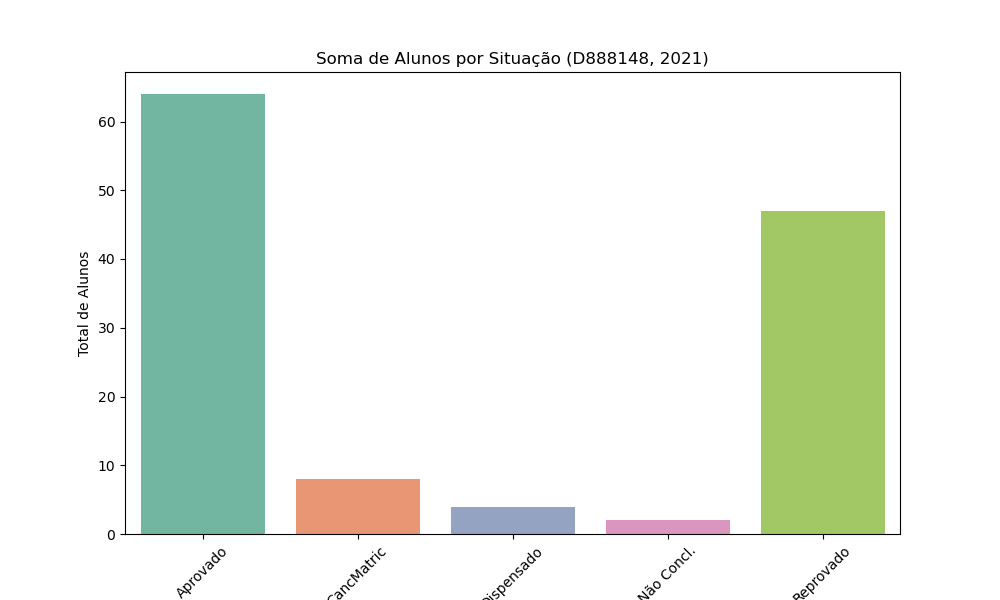 Soma de Alunos por Situação (D888148, 2021)
Total de Alunos
60
50
40
30
20
10
0
Aprovado
CancMatric
Dispensado
Não Concl.
Reprovado